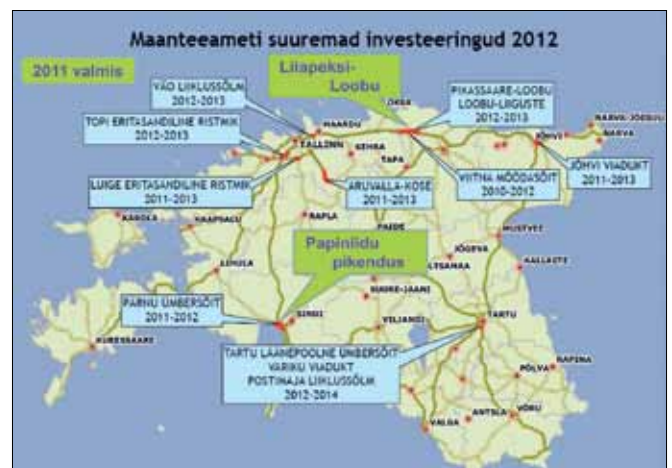 Maanteeameti suuremad investeeringud 2012
2011 valmis
Liiapeksi-
Loobu
VÄO LIIKLUSSÕLM
2012-2013
PIKASSAARE-LOOBU
LOOBU-LIIGUSTE
2012-2013
TOPI ERITASANDILINE RISTMIK
2012-2013
HAARDU
TALLINN
KEHRA
TAPA
JÕHVI
NARVA-JÕESUU
NARVA
LUIGE ERITASANDILINE RISTMIK
2011-2013
ARUVALLA-KOSE
2011-2013
VIITNA MÖÖDASÕIT
2010-2012
JÕHVI VIADUKT
2011-2013
KÄRDLA
HAAPSALU
RAPLA
PAIDE
MUSTVEE
Papiniidu
pikendus
JÕGEVA
KALLASTE
LIHULA
SUURE-JAANI
PÄRNU ÜMBERSÕIT
2011-2012
SINDI
VILJANDI
TARTU
KURESSAARE
TARTU LÄÄNEPOOLNE ÜMBERSÕIT
VARIKU VIADUKT
POSTIMAJA LIIKLUSSÕLM
2012-2014
PÕLVA
RÄPINA
ANTSLA
VÕRU
VALGA